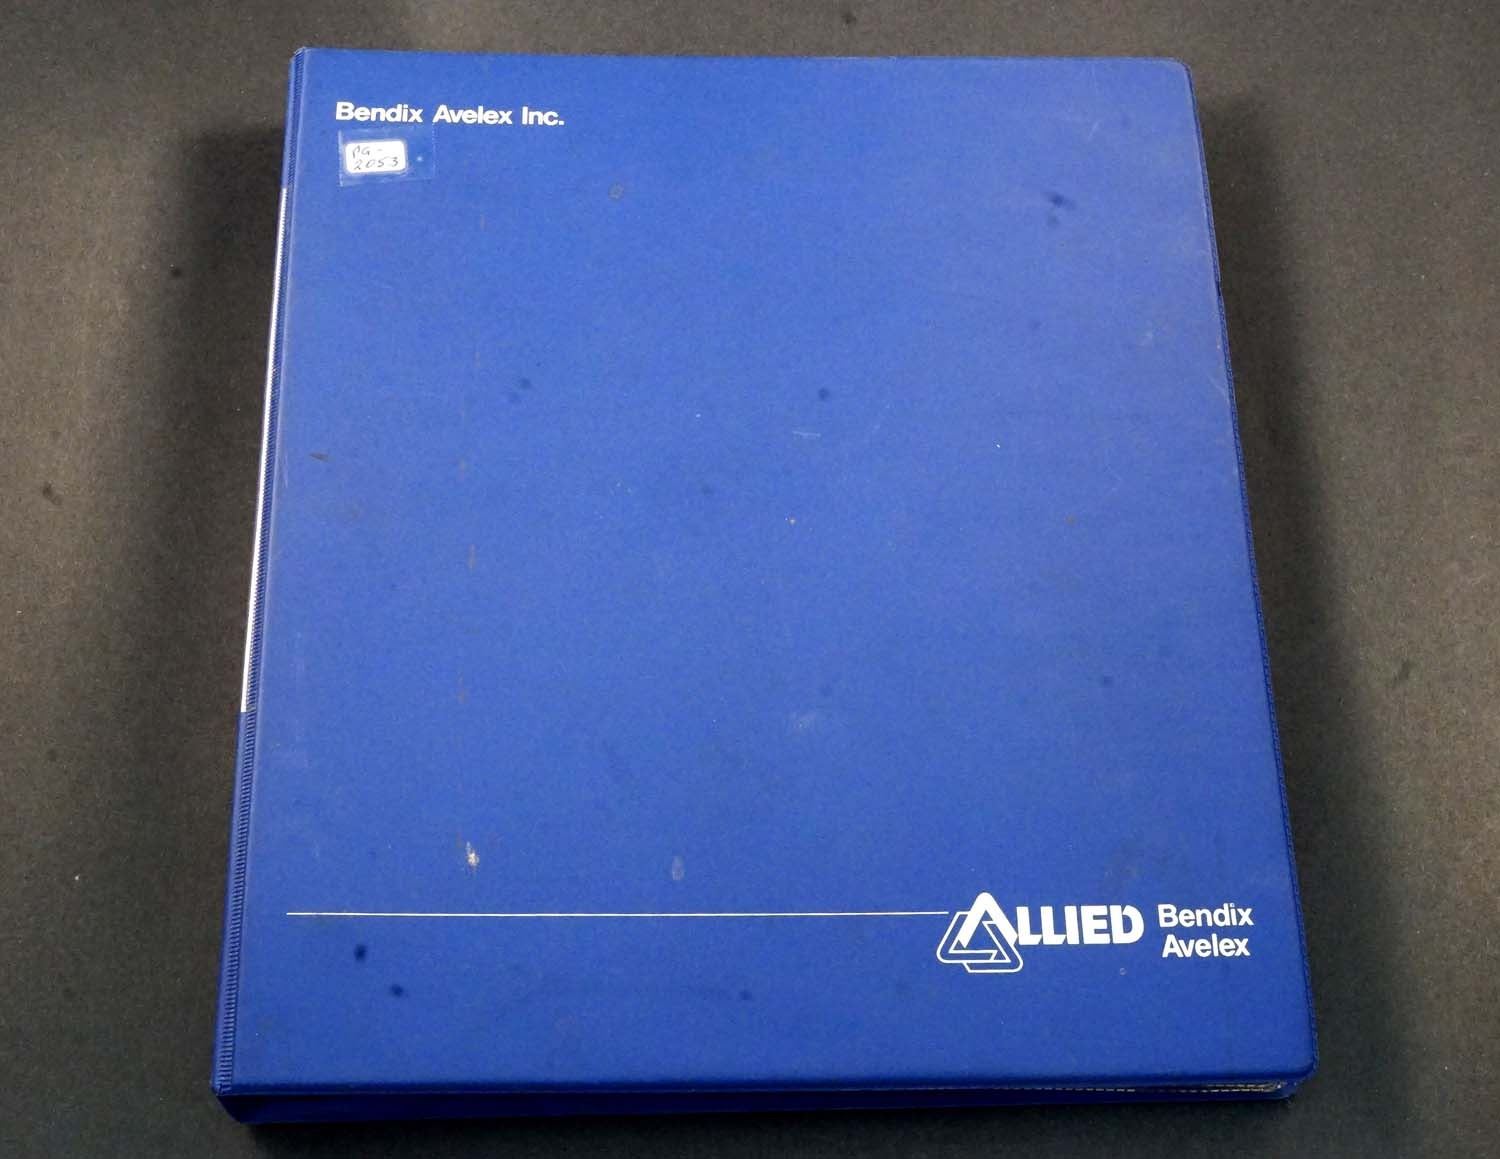 Bendix Avelex Inc.
PG-
2053
ALLIED Bendix
Avelex